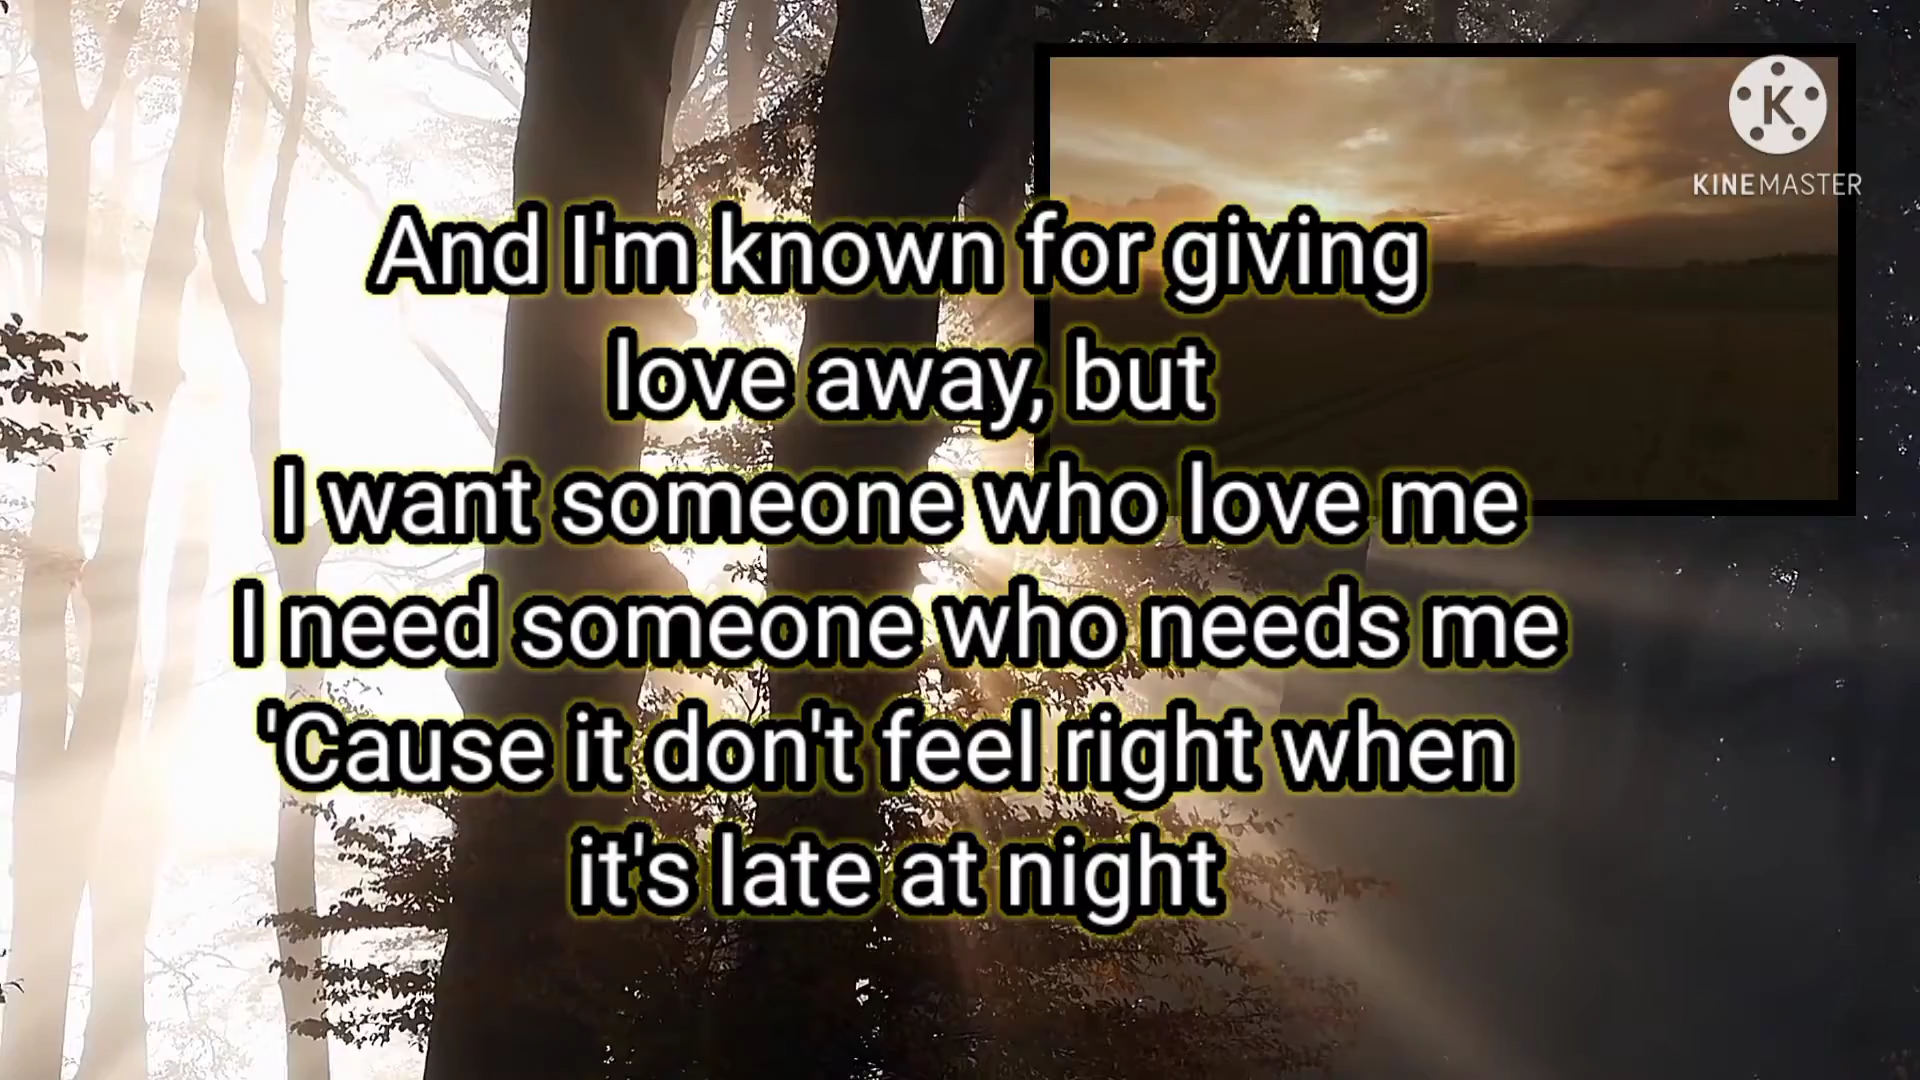 K
KINEMASTER
And I'm known for giving
love away, but
I want someone who love me
I need someone who needs me
'Cause it don't feel right when
it's late at night